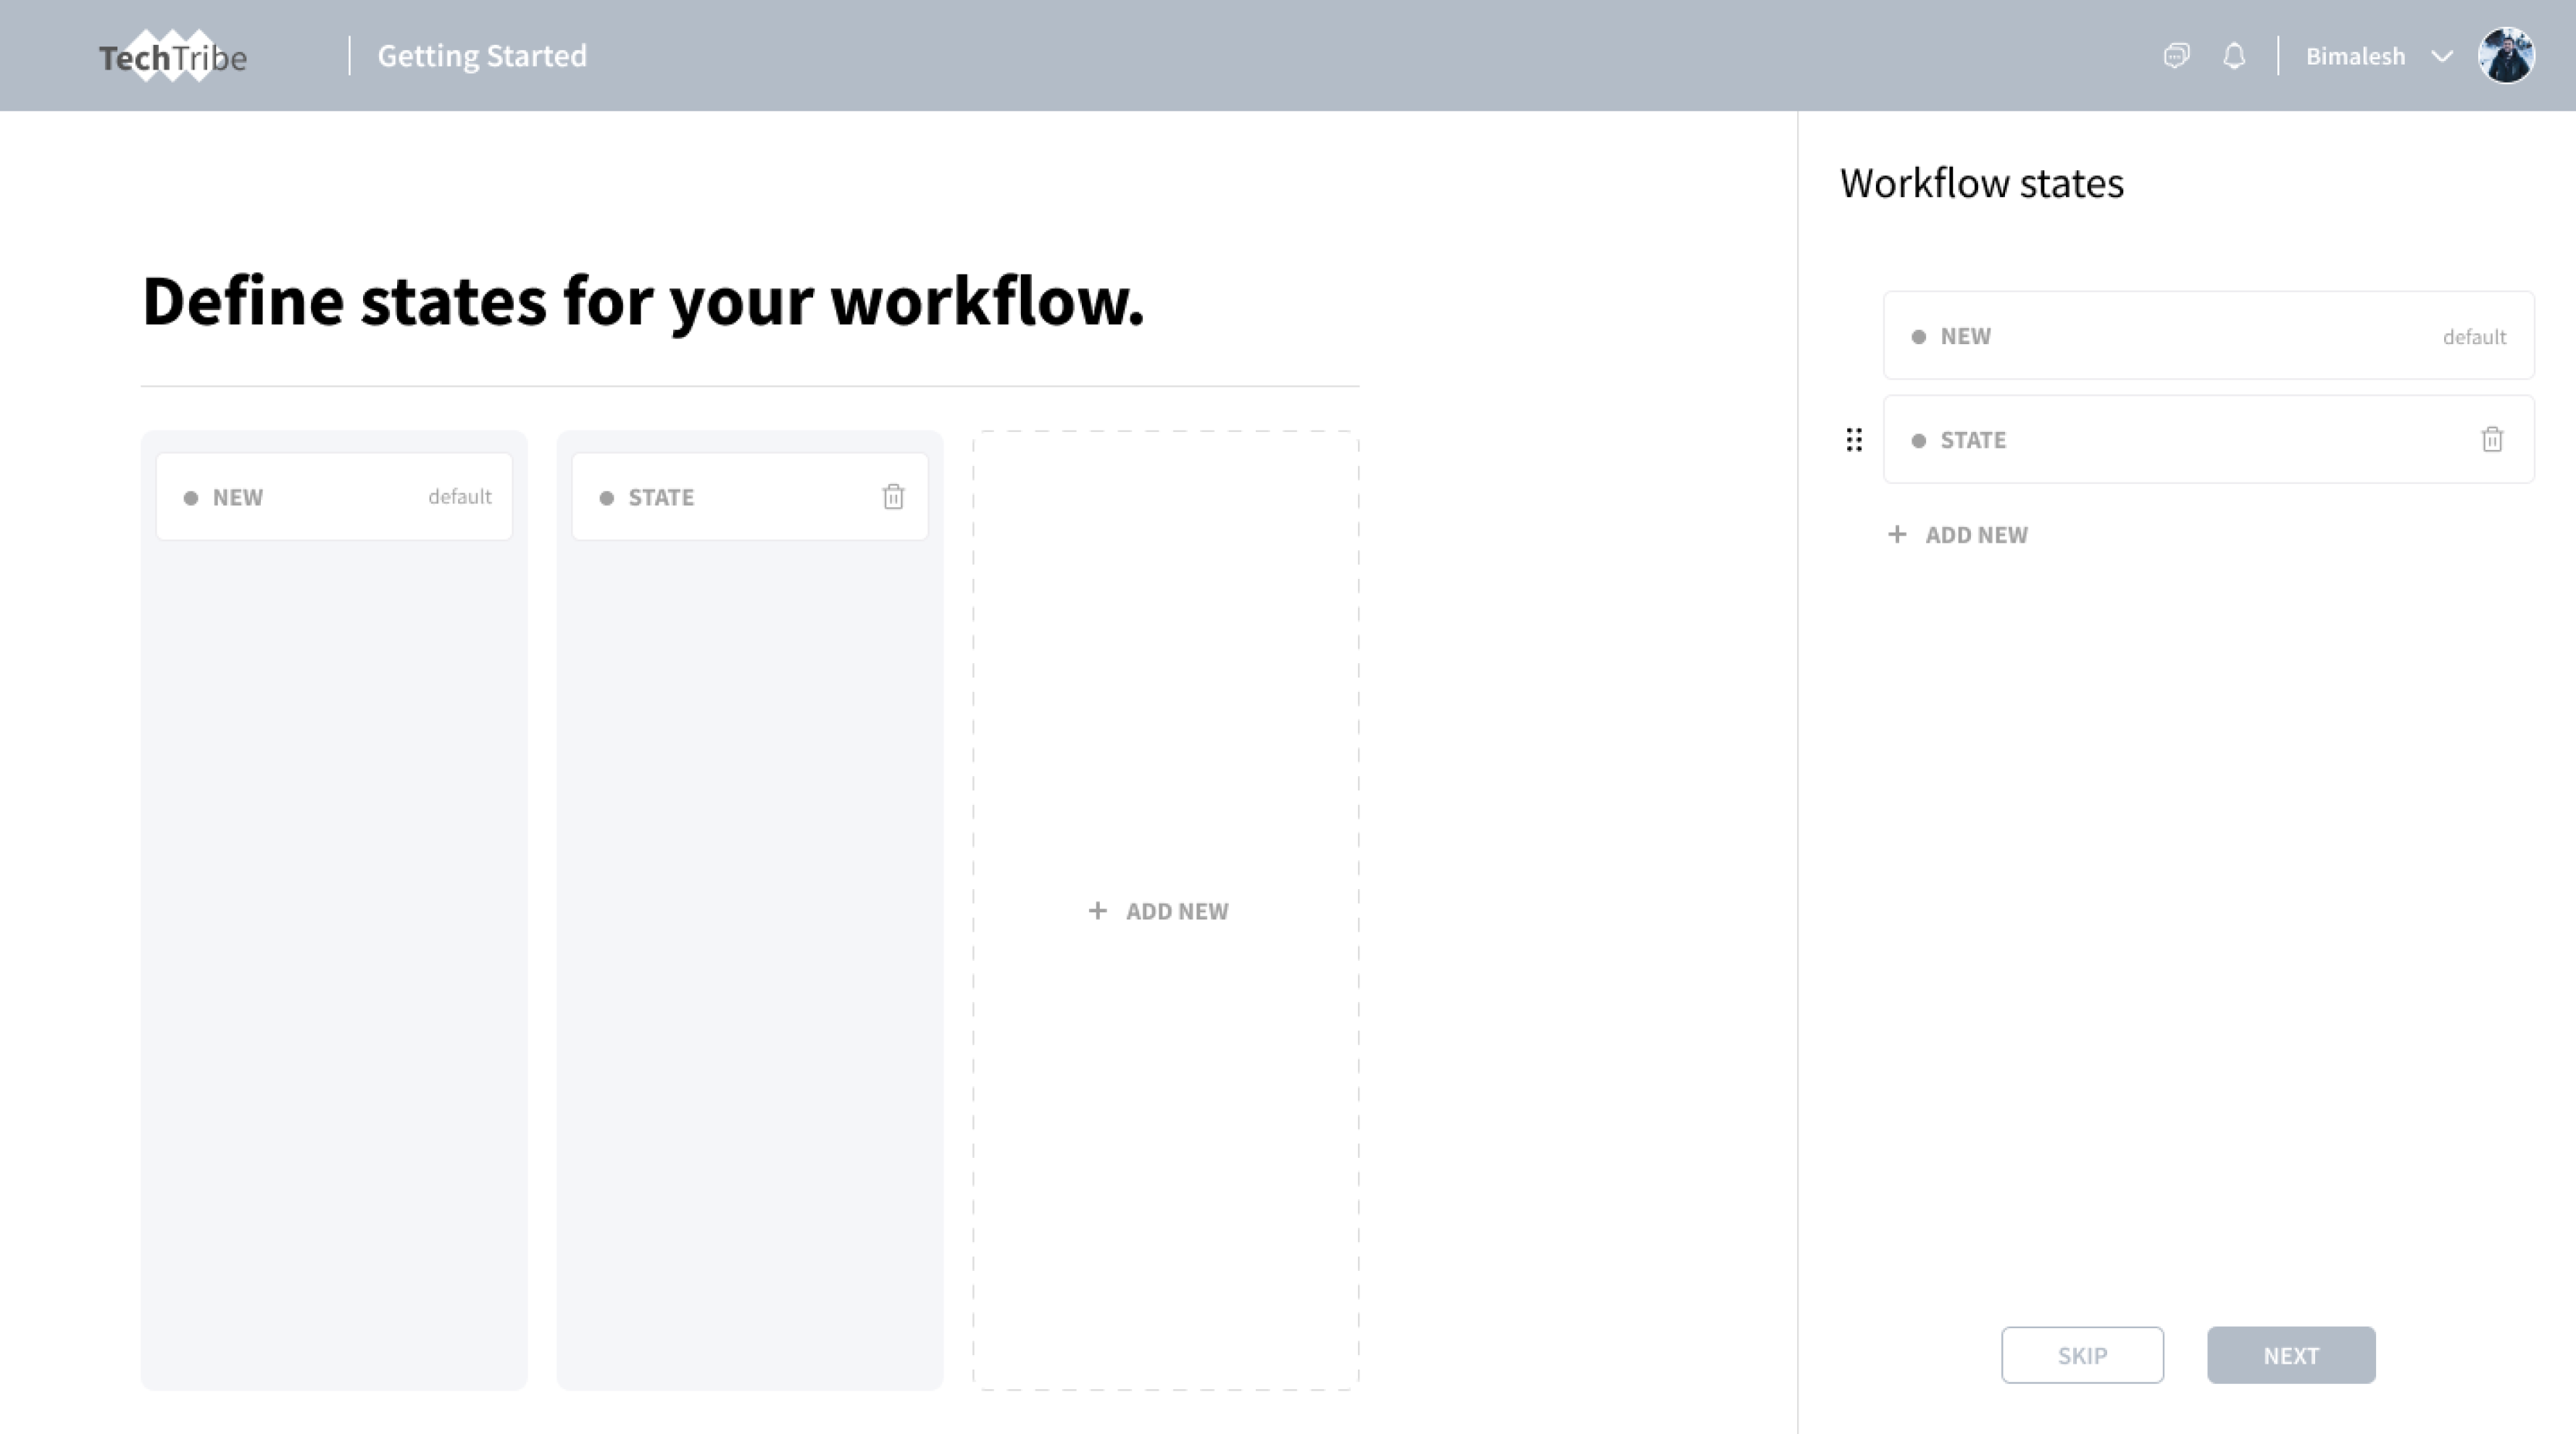 TechTribe
Getting Started
Bimalesh
Define states for your workflow.
NEW default
STATE
+ ADD NEW
Workflow states
NEW default
STATE
+ ADD NEW
SKIP
NEXT